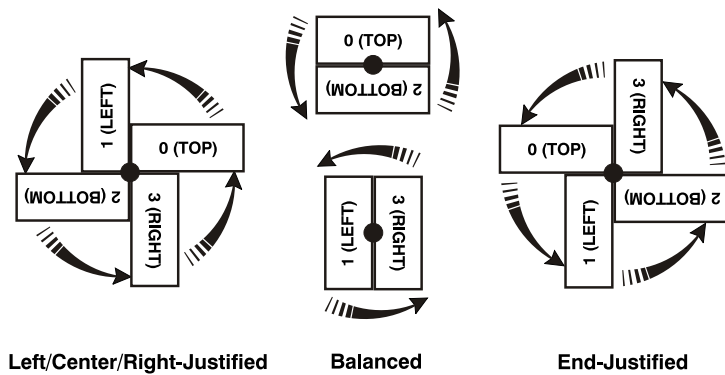 1 (LEFT)
0 (TOP)
2 (BOTTOM)
3 (RIGHT)
Left/Center/Right-Justified
0 (TOP)
2 (BOTTOM)
1 (LEFT)
3 (RIGHT)
Balanced
3 (RIGHT)
0 (TOP)
2 (BOTTOM)
1 (LEFT)
End-Justified